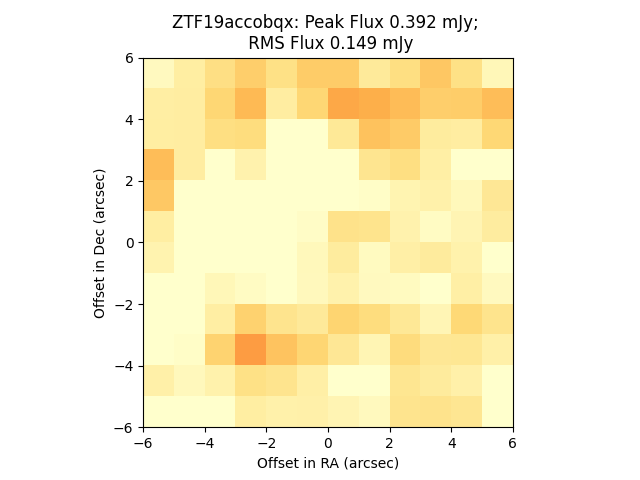 ZTF19accobqx: Peak Flux 0.392 mJy;
RMS Flux 0.149 mJy
6
4
2
0
−2
−4
−6
Offset in Dec (arcsec)
−6 −4 −2 0 2 4 6
Offset in RA (arcsec)